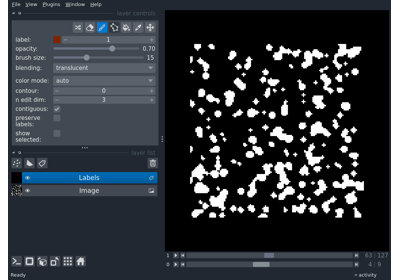 File View Plugins Window Help
layer controls
label: 1
opacity: 0.70
brush size: 15
blending: translucent
color mode: auto
contour: 0
n edit dim: 3
contiguous:
preserve
labels:
show
selected:
layer list
Labels
Image
1 63 127
0 4 9
Ready activity